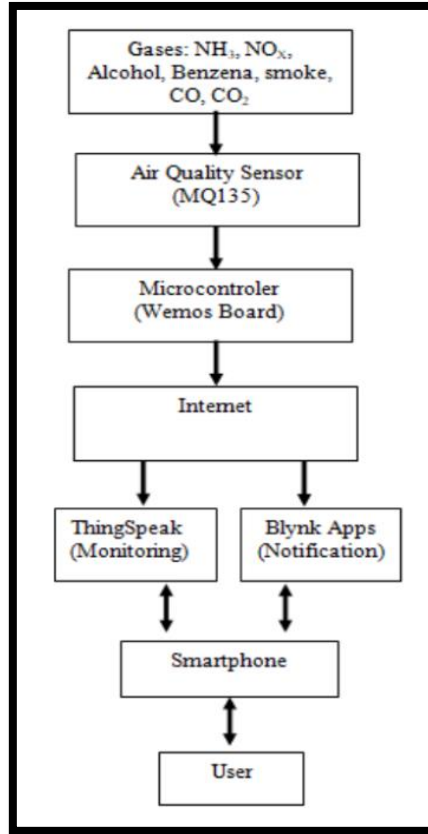 Gases: NH₃, NOₓ,
Alcohol, Benzena, smoke,
CO, CO₂
Air Quality Sensor
(MQ135)
Microcontroler
(Wemos Board)
Internet
ThingSpeak
(Monitoring)
Blynk Apps
(Notification)
Smartphone
User